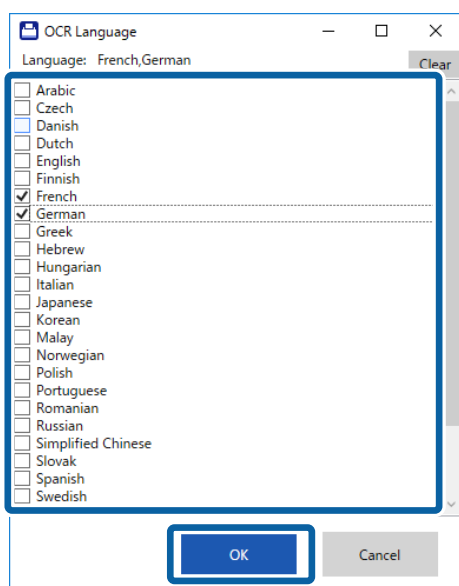 OCR Language
Language: French,German
Clear
Arabic
Czech
Danish
Dutch
English
Finnish
French
German
Greek
Hebrew
Hungarian
Italian
Japanese
Korean
Malay
Norwegian
Polish
Portuguese
Romanian
Russian
Simplified Chinese
Slovak
Spanish
Swedish
OK Cancel